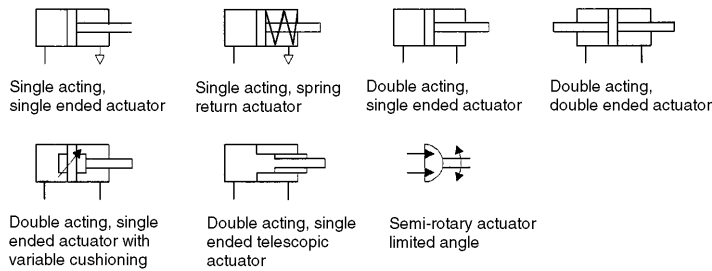 Single acting,
single ended actuator
Single acting, spring
return actuator
Double acting,
single ended actuator
Double acting,
double ended actuator
Double acting, single
ended actuator with
variable cushioning
Double acting, single
ended telescopic
actuator
Semi-rotary actuator
limited angle